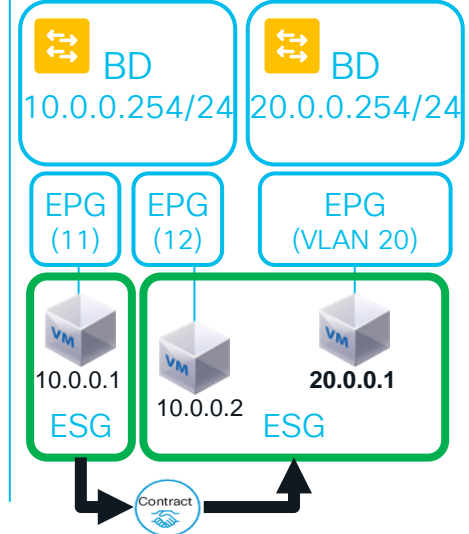 BD
10.0.0.254/24
BD
20.0.0.254/24
EPG
(11)
EPG
(12)
EPG
(VLAN 20)
VM
10.0.0.1
VM
10.0.0.2
VM
20.0.0.1
ESG
ESG
Contract